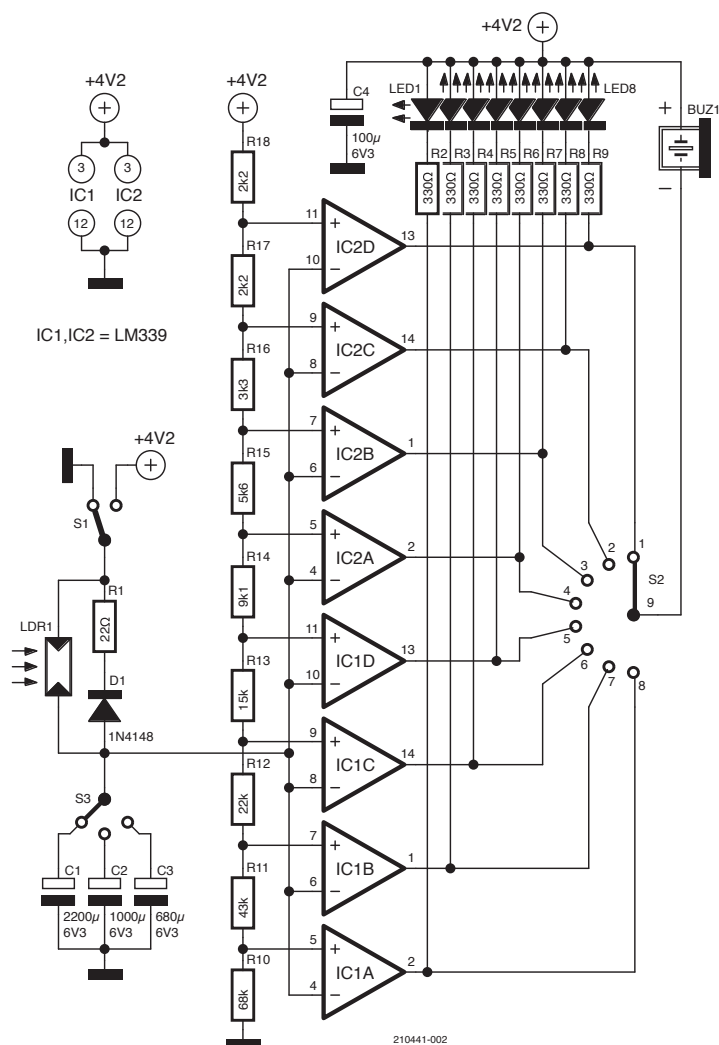 +4V2
+4V2
+4V2
3
3
IC1
IC2
12
12
IC1,IC2 = LM339
C4
100µ
6V3
LED1
LED8
BUZ1
+
–
R2
R3
R4
R5
R6
R7
R8
R9
330Ω
330Ω
330Ω
330Ω
330Ω
330Ω
330Ω
330Ω
R18
2k2
R17
2k2
R16
3k3
R15
5k6
R14
9k1
R13
15k
R12
22k
R11
43k
R10
68k
11
+
10
–
IC2D
13
9
+
8
–
IC2C
14
7
+
6
–
IC2B
1
5
+
4
–
IC2A
2
11
+
10
–
IC1D
13
9
+
8
–
IC1C
14
7
+
6
–
IC1B
1
5
+
4
–
IC1A
2
+4V2
S1
R1
22Ω
LDR1
D1
1N4148
S3
C1
2200µ
6V3
C2
1000µ
6V3
C3
680µ
6V3
1
2
3
4
5
6
7
8
9
S2
210441-002